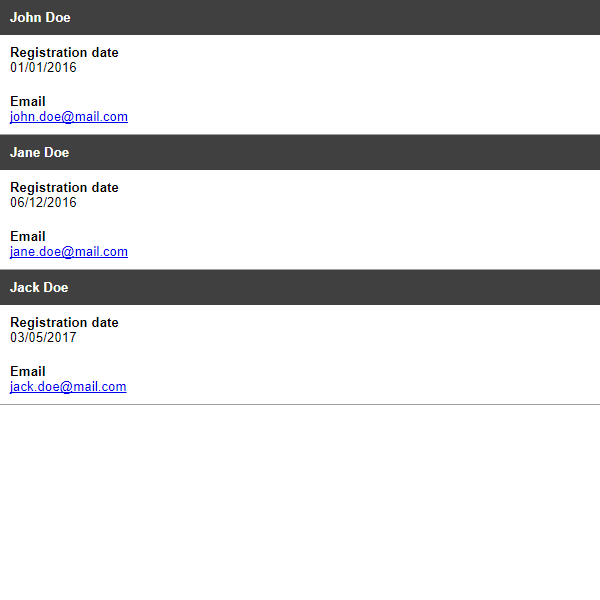 John Doe
Registration date
01/01/2016
Email
john.doe@mail.com
Jane Doe
Registration date
06/12/2016
Email
jane.doe@mail.com
Jack Doe
Registration date
03/05/2017
Email
jack.doe@mail.com